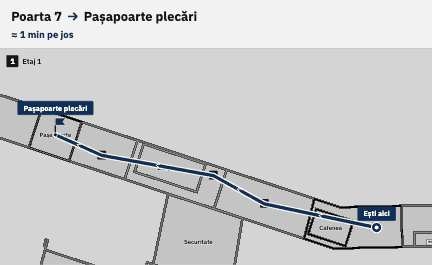 Poarta 7 → Pașapoarte plecări
≈ 1 min pe jos
1 Etaj 1
Pașapoarte plecări
Ești aici
Cafenea
Securitate